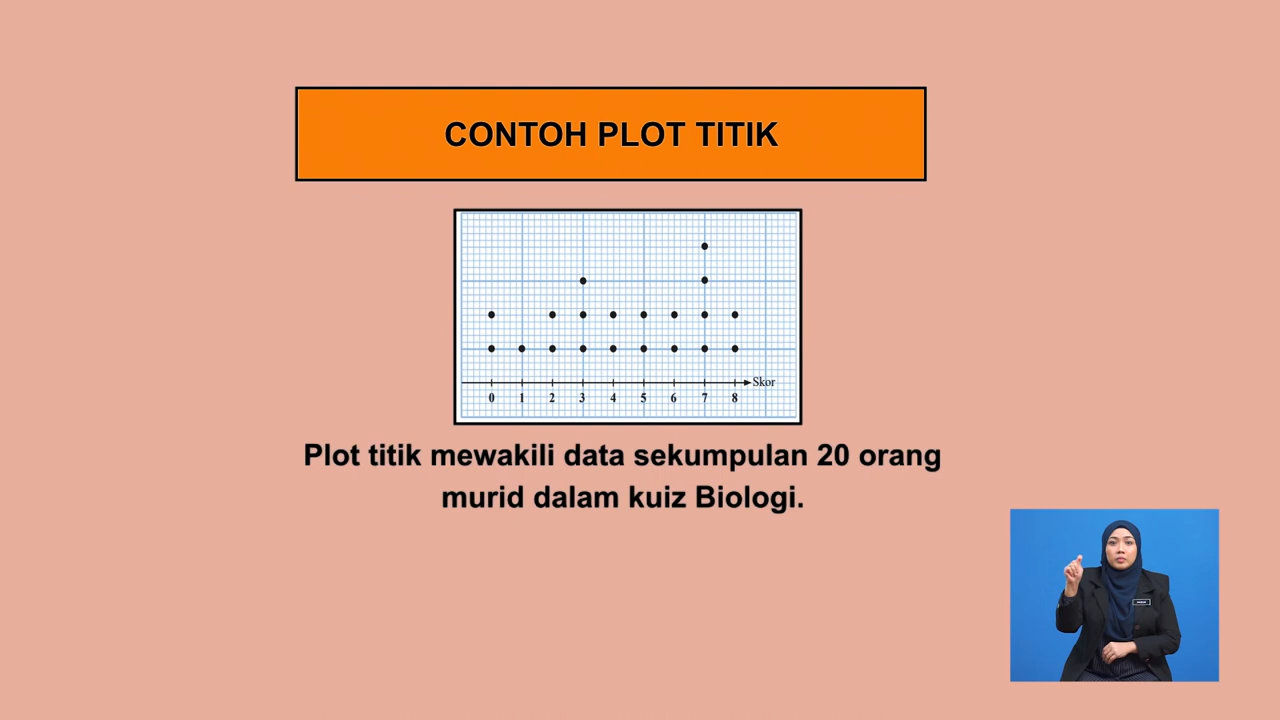 CONTOH PLOT TITIK
Skor
0 1 2 3 4 5 6 7 8
Plot titik mewakili data sekumpulan 20 orang
murid dalam kuiz Biologi.